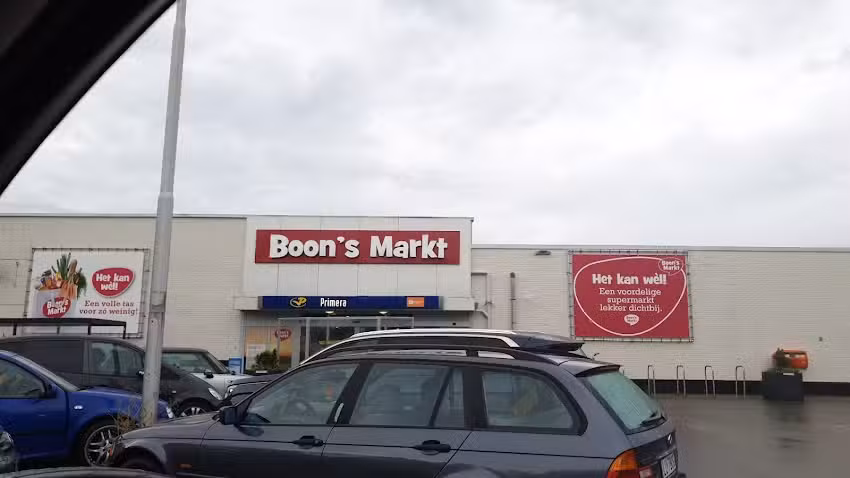 Boon's Markt
Primera
Het kan
wèl!
Een volle tas
voor zó weinig!
Boon's
Markt
Boon's
Markt
Het kan wèl!
Een voordelige
supermarkt
lekker dichtbij.